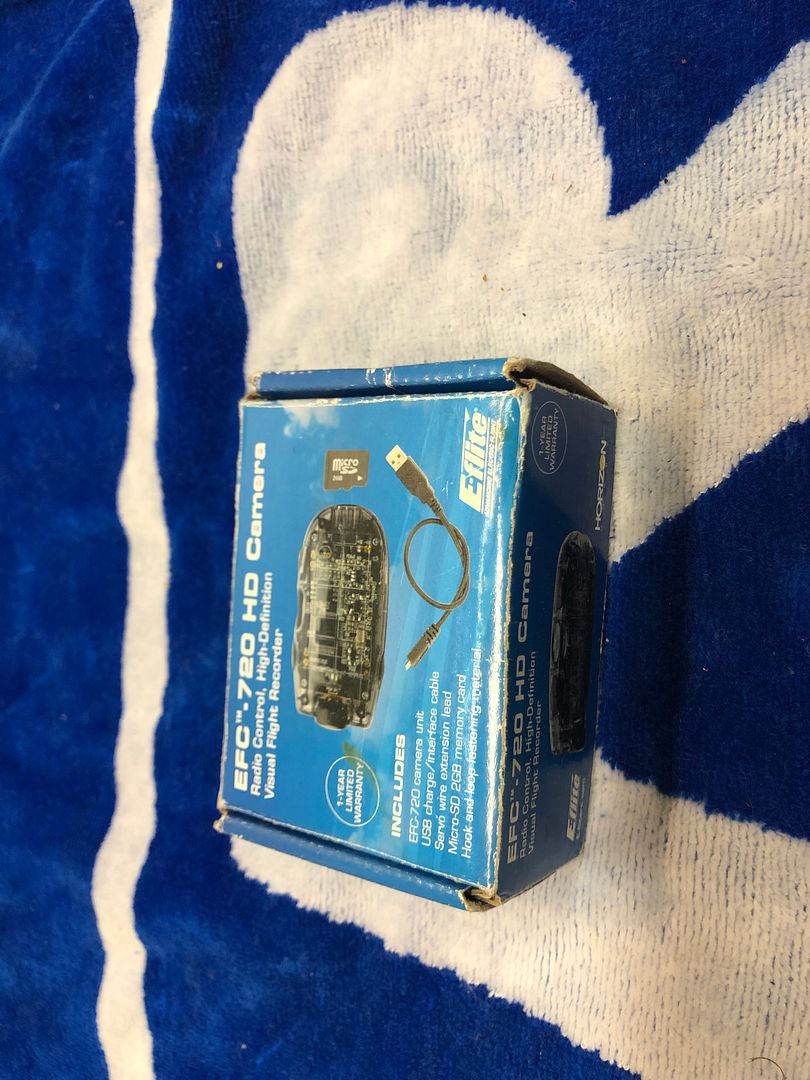 EFC™-720 HD Camera
Radio Control, High-Definition
Visual Flight Recorder
micro
SD
2GB
1-YEAR
LIMITED
WARRANTY
E-flite
INCLUDES
EFC-720 camera unit
USB charge/interface cable
Servo wire extension lead
Micro-SD 2GB memory card
Hook and loop fastening material
EFC™-720 HD Camera
Radio Control, High-Definition
Visual Flight Recorder
1-YEAR
LIMITED
WARRANTY
HORIZON
E-flite